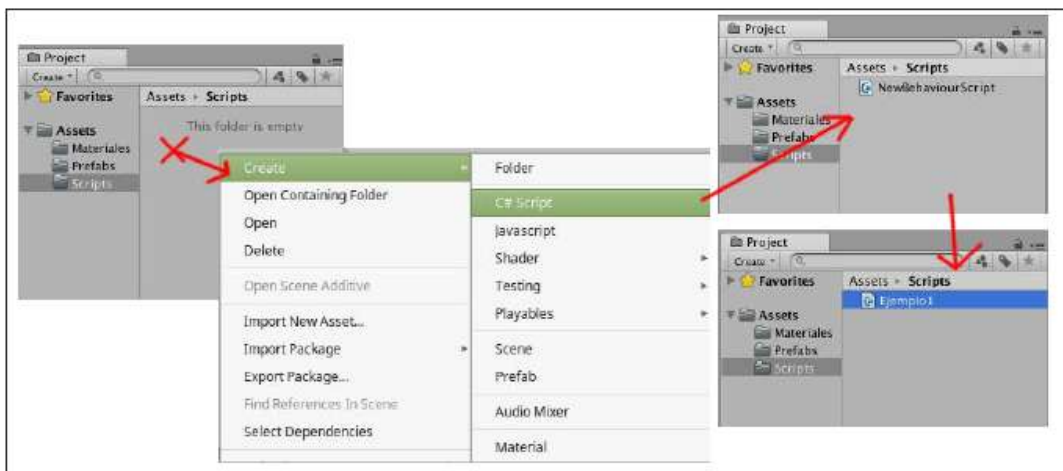 Project
Create
Favorites
Assets Scripts
This folder is empty
Assets
Materiales
Prefabs
Scripts
Create
Open Containing Folder
Open
Delete
Open Scene Additive
Import New Asset...
Import Package
Export Package...
Find References In Scene
Select Dependencies
Folder
C# Script
Javascript
Shader
Testing
Playables
Scene
Prefab
Audio Mixer
Material
Project
Create
Favorites
Assets Scripts
NewBehaviourScript
Assets
Materiales
Prefabs
Scripts
Project
Create
Favorites
Assets Scripts
Ejemplo1
Assets
Materiales
Prefabs
Scripts